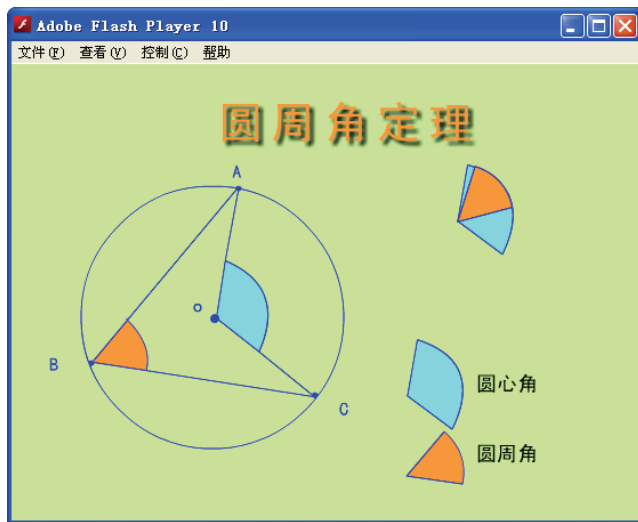 Adobe Flash Player 10
文件(F) 查看(V) 控制(C) 帮助
圆周角定理
A
O
B
C
圆心角
圆周角